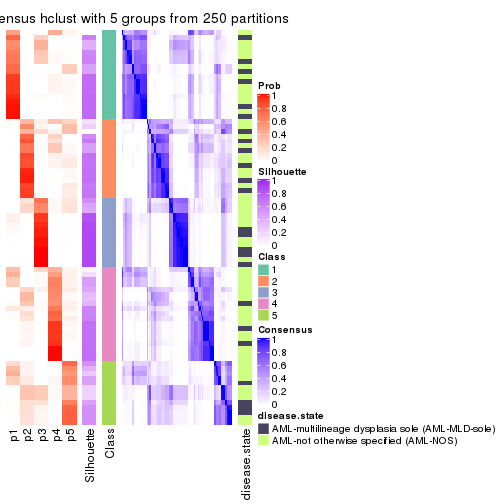 ensus hclust with 5 groups from 250 partitions
Prob
1
0.8
0.6
0.4
0.2
0
Silhouette
1
0.8
0.6
0.4
0.2
0
Class
1
2
3
4
5
Consensus
1
0.8
0.6
0.4
0.2
0
disease.state
AML-multilineage dysplasia sole (AML-MLD-sole)
AML-not otherwise specified (AML-NOS)
p1
p2
p3
p4
p5
Silhouette
Class
disease.state